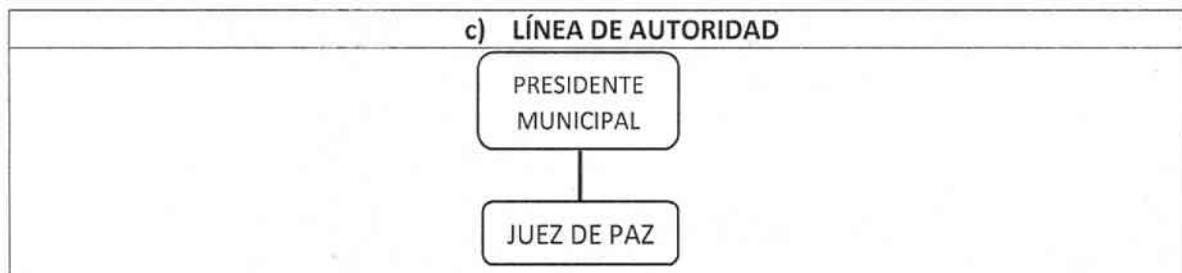 c) LÍNEA DE AUTORIDAD
PRESIDENTE
MUNICIPAL
JUEZ DE PAZ